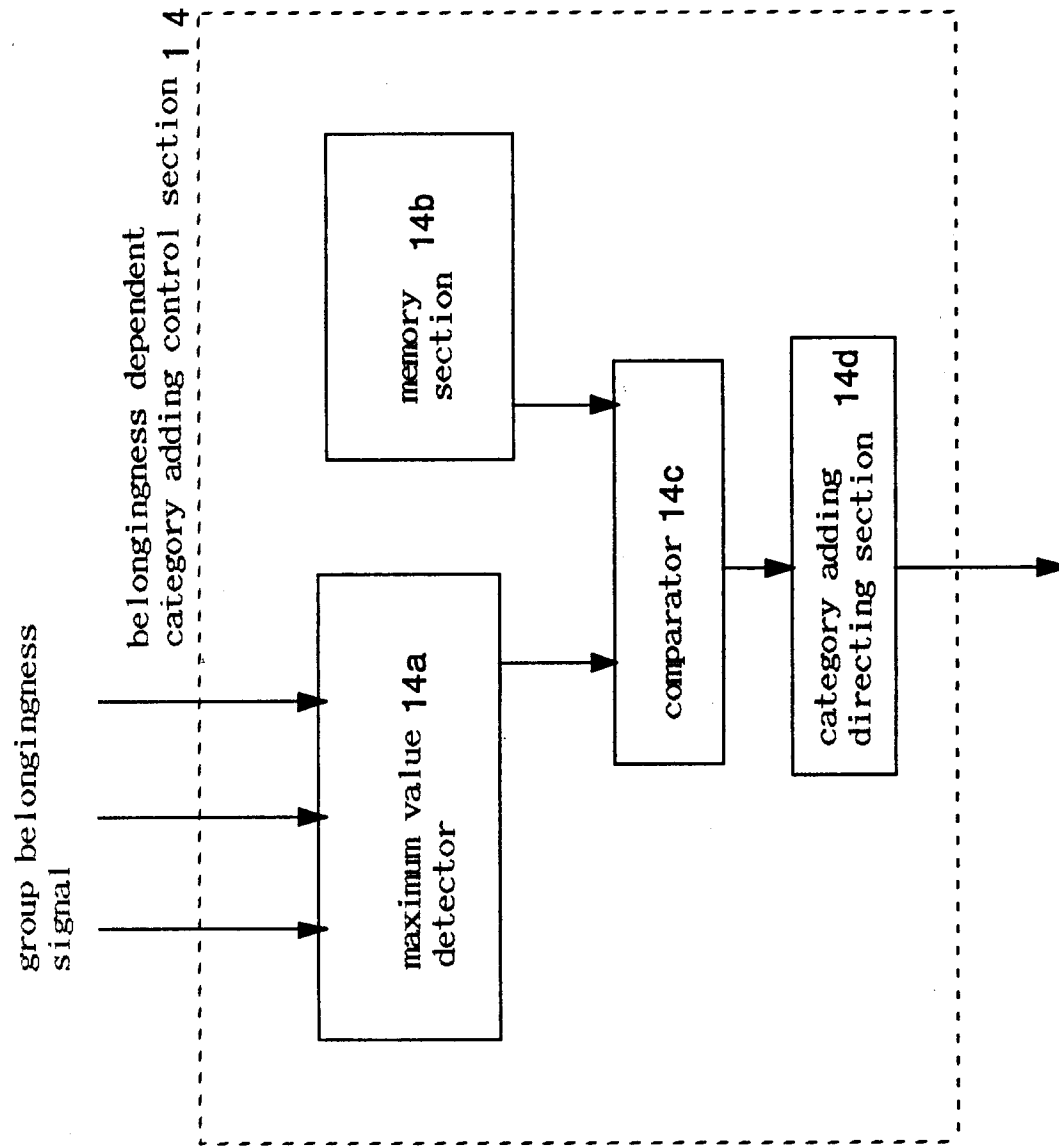 group belongingness
signal
belongingness dependent
category adding control section 14
maximum value 14a
detector
memory 14b
section
comparator 14c
category adding
directing section 14d